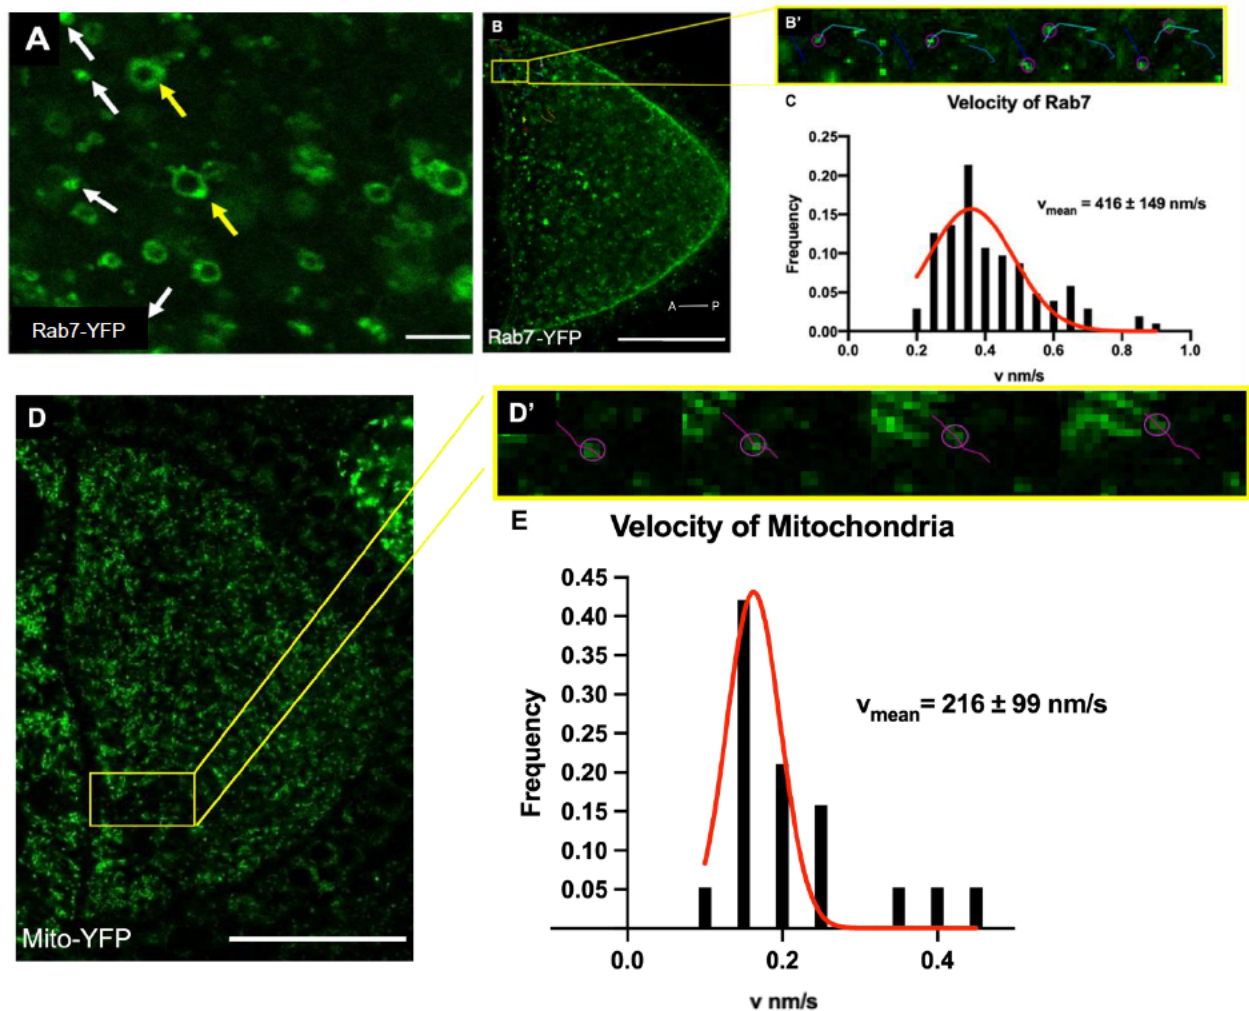 A
Rab7-YFP
B
A — P
Rab7-YFP
B'
C
Velocity of Rab7
0.25
0.20
0.15
0.10
0.05
0.00
Frequency
vmean = 416 ± 149 nm/s
0.0 0.2 0.4 0.6 0.8 1.0
v nm/s
D
Mito-YFP
D'
E
Velocity of Mitochondria
0.45
0.40
0.35
0.30
0.25
0.20
0.15
0.10
0.05
Frequency
vmean= 216 ± 99 nm/s
0.0 0.2 0.4
v nm/s